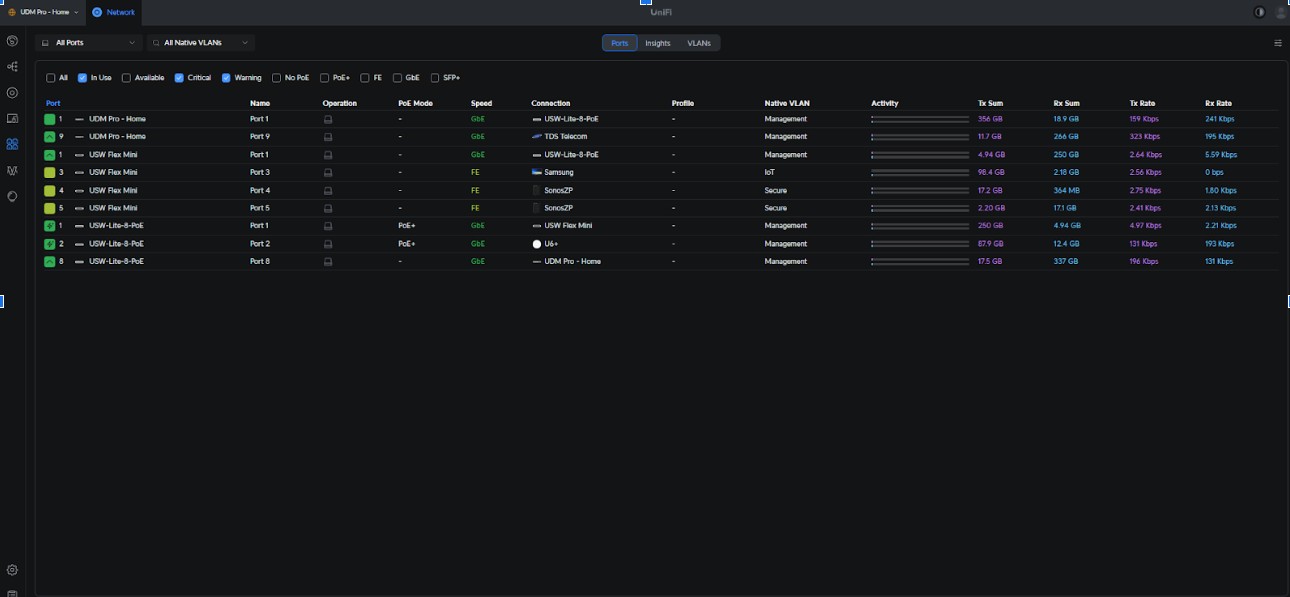 UDM Pro - Home Network UniFi
All Ports All Native VLANs Ports Insights VLANs
All In Use Available Critical Warning No PoE PoE+ FE GbE SFP+
Port Name Operation PoE Mode Speed Connection Profile Native VLAN Activity Tx Sum Rx Sum Tx Rate Rx Rate
1 UDM Pro - Home Port 1 - GbE USW-Lite-8-PoE - Management 356 GB 18.9 GB 159 Kbps 241 Kbps
9 UDM Pro - Home Port 9 - GbE TDS Telecom - Management 11.7 GB 266 GB 323 Kbps 195 Kbps
1 USW Flex Mini Port 1 - GbE USW-Lite-8-PoE - Management 4.94 GB 250 GB 2.64 Kbps 5.59 Kbps
3 USW Flex Mini Port 3 - FE Samsung - IoT 98.4 GB 2.18 GB 2.56 Kbps 0 bps
4 USW Flex Mini Port 4 - FE SonosZP - Secure 17.2 GB 364 MB 2.75 Kbps 1.80 Kbps
5 USW Flex Mini Port 5 - FE SonosZP - Secure 2.20 GB 17.1 GB 2.41 Kbps 2.13 Kbps
1 USW-Lite-8-PoE Port 1 PoE+ GbE USW Flex Mini - Management 250 GB 4.94 GB 4.97 Kbps 2.21 Kbps
2 USW-Lite-8-PoE Port 2 PoE+ GbE U6+ - Management 87.9 GB 12.4 GB 131 Kbps 193 Kbps
8 USW-Lite-8-PoE Port 8 - GbE UDM Pro - Home - Management 17.5 GB 337 GB 196 Kbps 131 Kbps